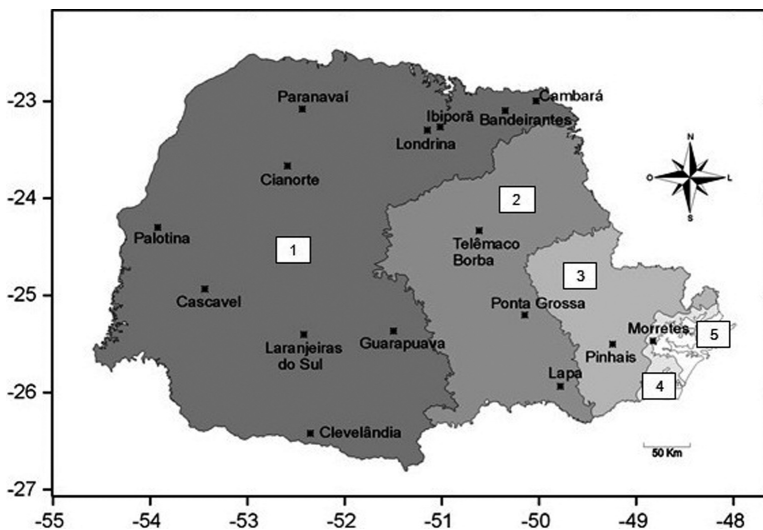 -23
-24
-25
-26
-27
-55
-54
-53
-52
-51
-50
-49
-48
-47
Paranavaí
Cianorte
Palotina
Cascavel
Laranjeiras
do Sul
Guarapuava
Clevelândia
Londrina
Ibiporã
Bandeirantes
Cambará
Telêmaco
Borba
Ponta Grossa
Lapa
Pinhais
Morretes
1
2
3
4
5
N
O
L
S
50 Km